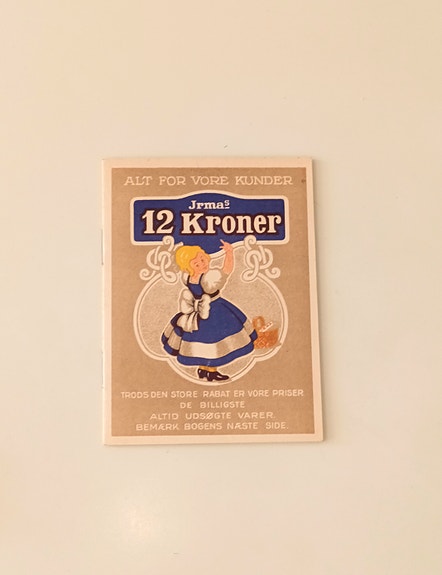 ALT FOR VORE KUNDER
Jrmas
12 Kroner
TRODS DEN STORE RABAT ER VORE PRISER
DE BILLIGSTE
ALTID UDSØGTE VARER.
BEMÆRK BOGENS NÆSTE SIDE.